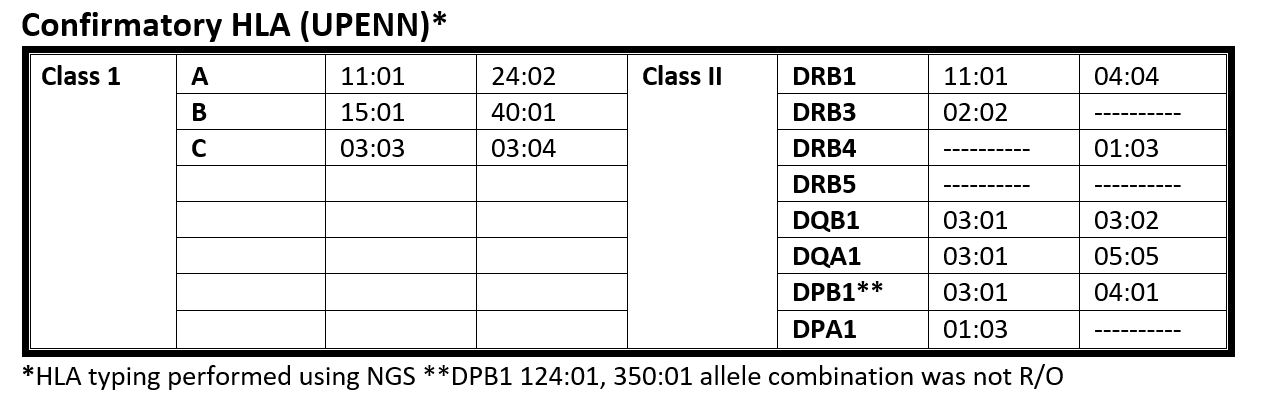 Confirmatory HLA (UPENN)*
Class 1 A 11:01 24:02 Class II DRB1 11:01 04:04
B 15:01 40:01 DRB3 02:02 ----------
C 03:03 03:04 DRB4 ---------- 01:03
DRB5 ---------- ----------
DQB1 03:01 03:02
DQA1 03:01 05:05
DPB1** 03:01 04:01
DPA1 01:03 ----------
*HLA typing performed using NGS **DPB1 124:01, 350:01 allele combination was not R/O